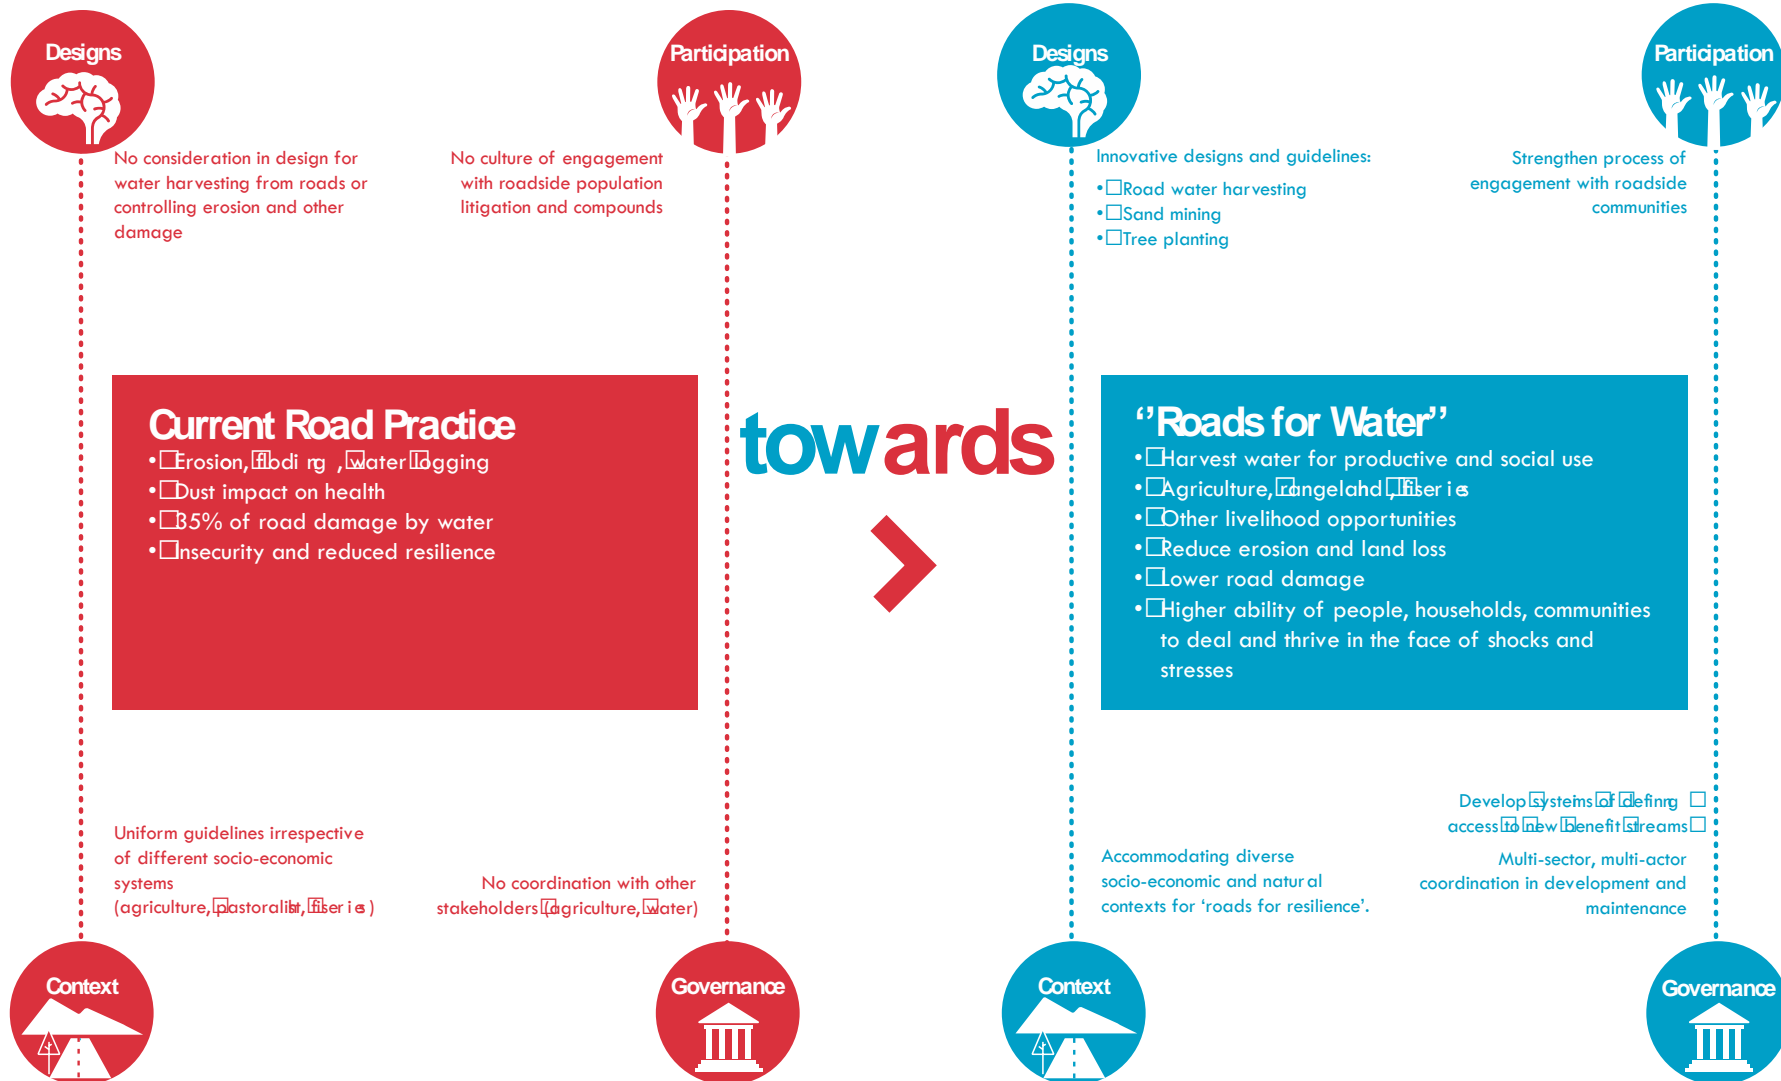 Designs
No consideration in design for
water harvesting from roads or
controlling erosion and other
damage
Participation
No culture of engagement
with roadside population
litigation and compounds
Current Road Practice
• Erosion, flooding, water logging
• Dust impact on health
• 35% of road damage by water
• Insecurity and reduced resilience
Uniform guidelines irrespective
of different socio-economic
systems
(agriculture, pastoralist, fiseries)
No coordination with other
stakeholders (agriculture, water)
Context
Governance
towards
Designs
Innovative designs and guidelines:
• Road water harvesting
• Sand mining
• Tree planting
Participation
Strengthen process of
engagement with roadside
communities
‘’Roads for Water’’
• Harvest water for productive and social use
• Agriculture, rangeland, fiseries
• Other livelihood opportunities
• Reduce erosion and land loss
• Lower road damage
• Higher ability of people, households, communities
to deal and thrive in the face of shocks and
stresses
Accommodating diverse
socio-economic and natural
contexts for ‘roads for resilience’.
Develop systems of defining
access to new benefit streams
Multi-sector, multi-actor
coordination in development and
maintenance
Context
Governance